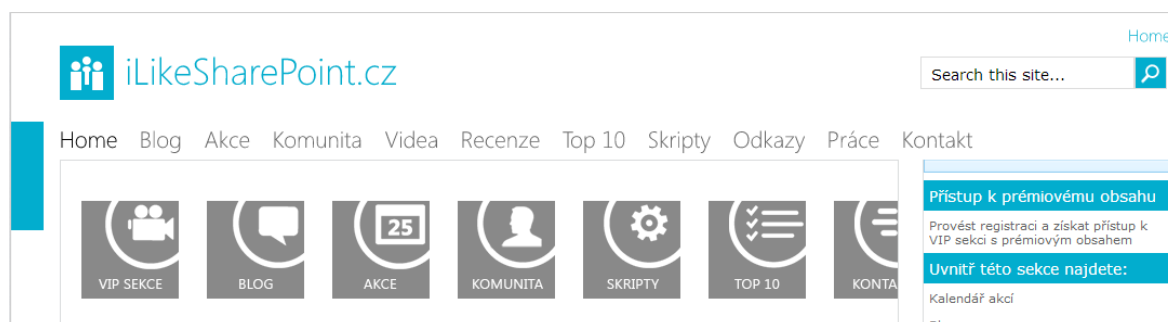 Home
iLikeSharePoint.cz
Search this site...
Home Blog Akce Komunita Videa Recenze Top 10 Skripty Odkazy Práce Kontakt
Přístup k prémiovému obsahu
Provést registraci a získat přístup k
VIP sekci s prémiovým obsahem
25
VIP SEKCE BLOG AKCE KOMUNITA SKRIPTY TOP 10 KONTA
Uvnitř této sekce najdete:
Kalendář akcí